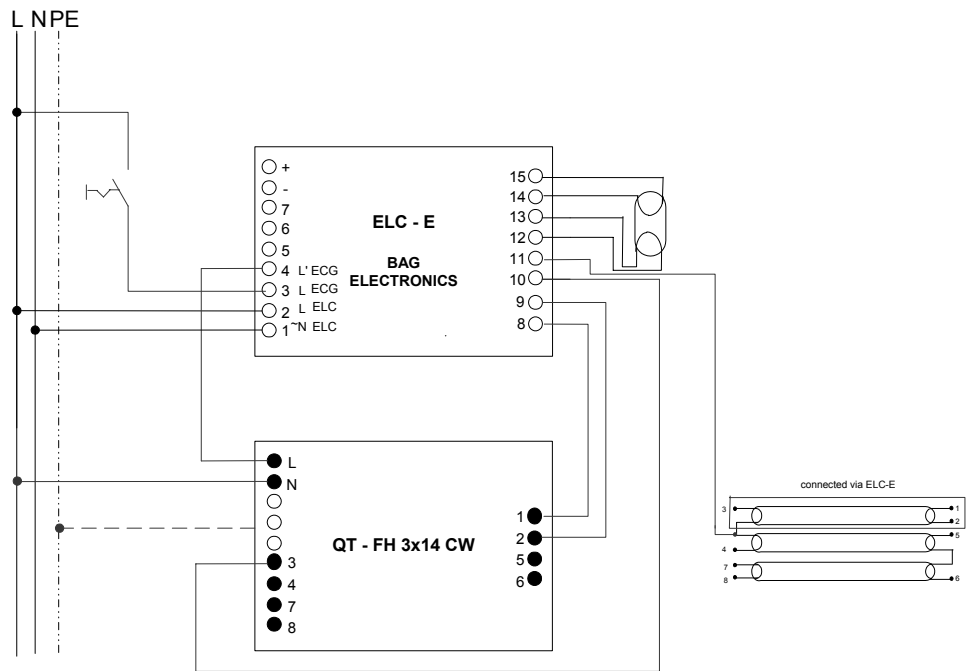 L N PE
+
-
7
6
5
4 L' ECG
3 L ECG
2 L ELC
1 ~N ELC
ELC - E
BAG
ELECTRONICS
15
14
13
12
11
10
9
8
L
N
3
4
7
8
QT - FH 3x14 CW
1
2
5
6
connected via ELC-E
3
1
2
5
4
7
8
6